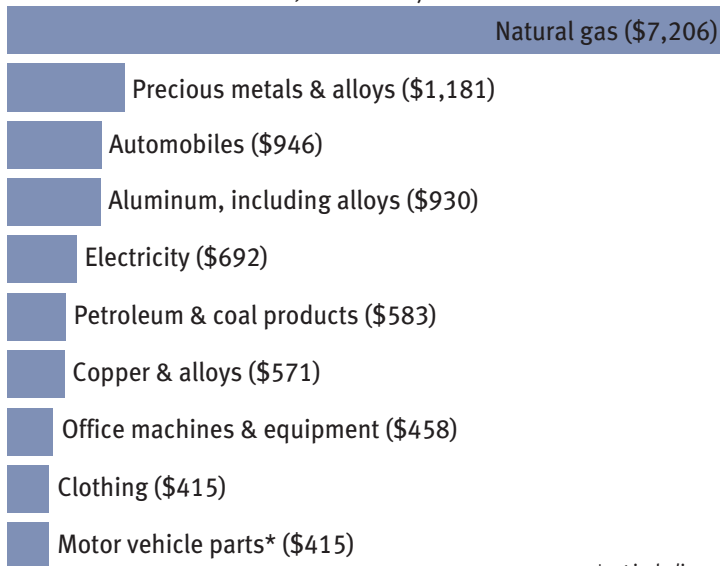 Natural gas ($7,206)
Precious metals & alloys ($1,181)
Automobiles ($946)
Aluminum, including alloys ($930)
Electricity ($692)
Petroleum & coal products ($583)
Copper & alloys ($571)
Office machines & equipment ($458)
Clothing ($415)
Motor vehicle parts* ($415)